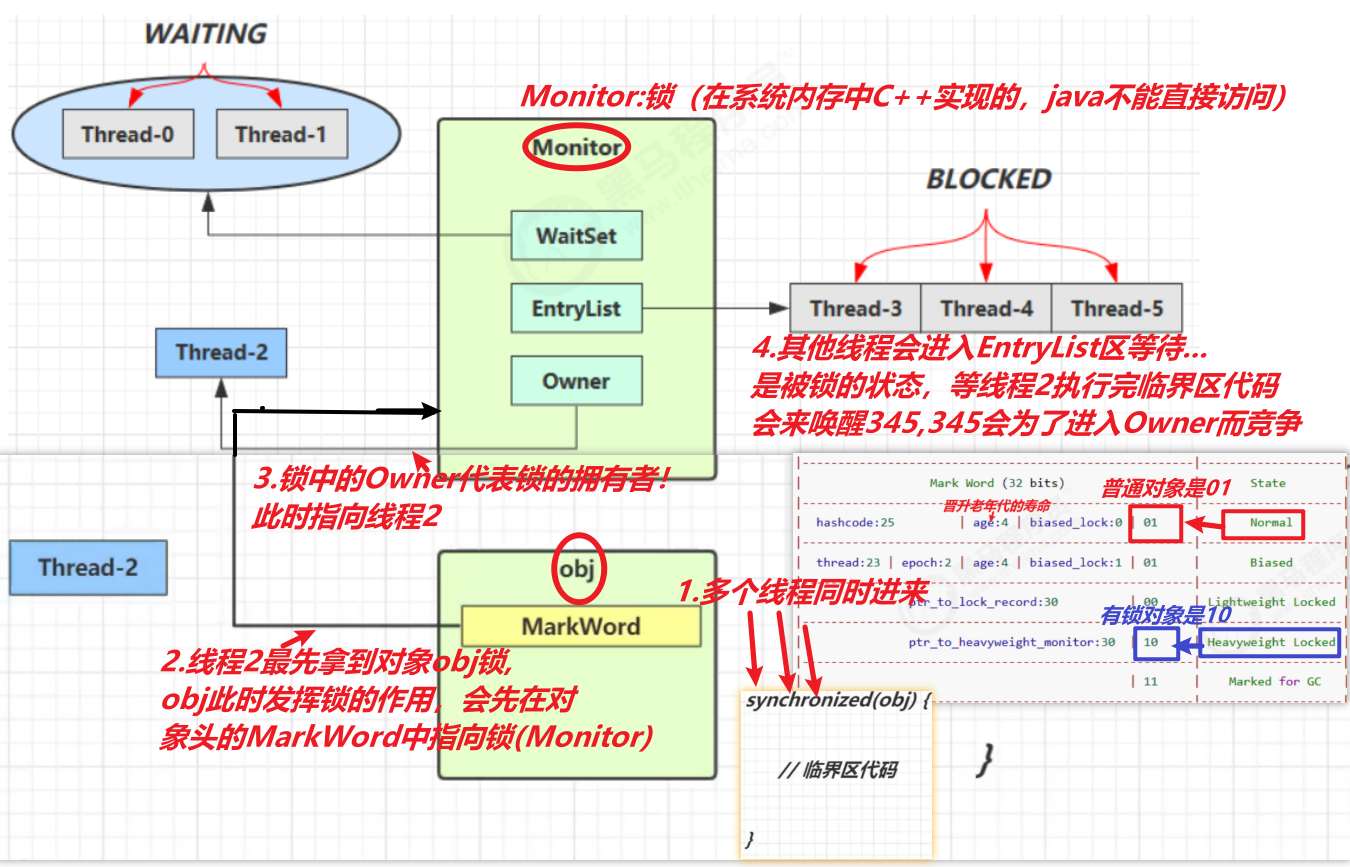 WAITING
Thread-0
Thread-1
Monitor:锁（在系统内存中C++实现的，java不能直接访问）
Monitor
WaitSet
EntryList
Owner
BLOCKED
Thread-3
Thread-4
Thread-5
Thread-2
4.其他线程会进入EntryList区等待...
是被锁的状态，等线程2执行完临界区代码
会来唤醒345,345会为了进入Owner而竞争
3.锁中的Owner代表锁的拥有者！
此时指向线程2
Thread-2
obj
MarkWord
2.线程2最先拿到对象obj锁,
obj此时发挥锁的作用，会先在对
象头的MarkWord中指向锁(Monitor)
1.多个线程同时进来
Mark Word (32 bits) | State
普通对象是01
晋升老年代的寿命
hashcode:25 | age:4 | biased_lock:0 | 01 | Normal
thread:23 | epoch:2 | age:4 | biased_lock:1 | 01 | Biased
ptr_to_lock_record:30 | 00 | Lightweight Locked
有锁对象是10
ptr_to_heavyweight_monitor:30 | 10 | Heavyweight Locked
| 11 | Marked for GC
synchronized(obj) {
// 临界区代码
}
}